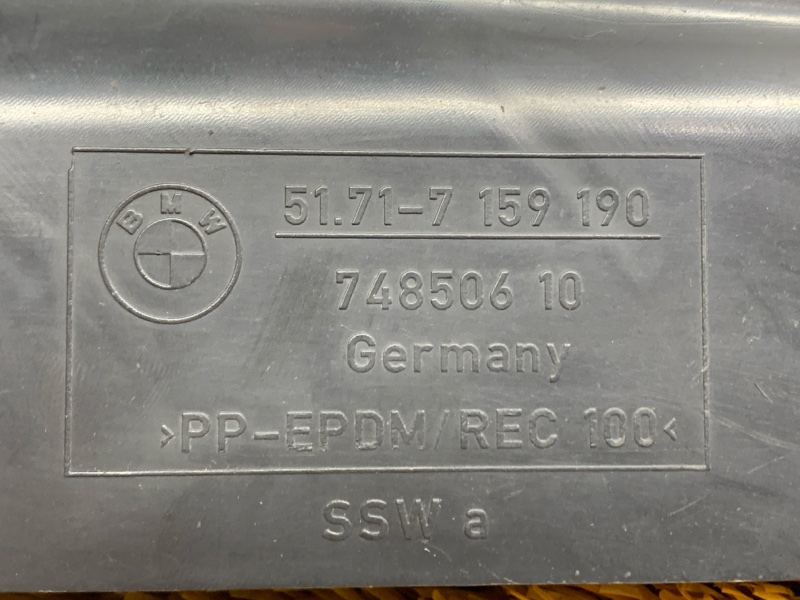 BMW
51.71-7 159 190
748506 10
Germany
>PP-EPDM/REC 100<
SSW a